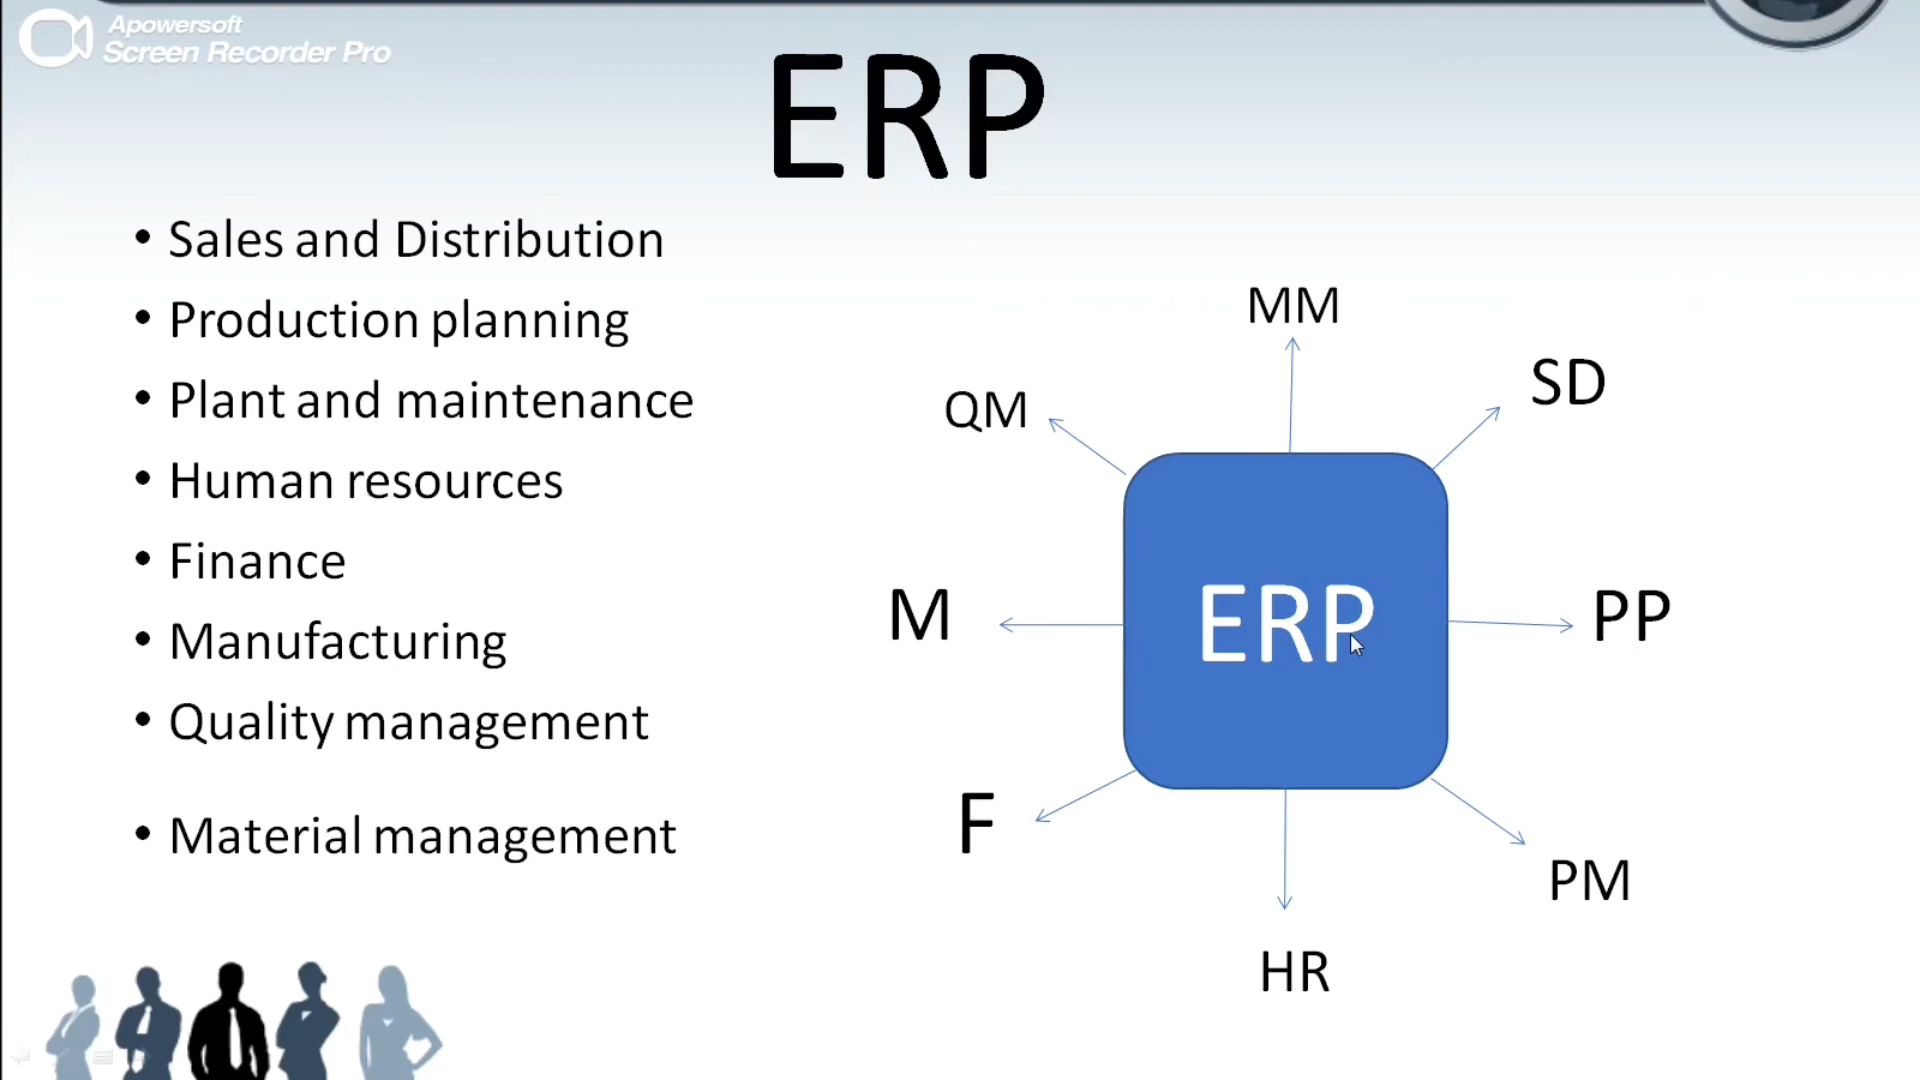 Apowersoft
Screen Recorder Pro
ERP
• Sales and Distribution
• Production planning
• Plant and maintenance
• Human resources
• Finance
• Manufacturing
• Quality management
• Material management
MM
SD
QM
M
ERP
PP
F
PM
HR